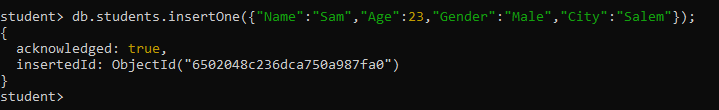 student> db.students.insertOne({"Name":"Sam","Age":23,"Gender":"Male","City":"Salem"});
{
  acknowledged: true,
  insertedId: ObjectId("6502048c236dca750a987fa0")
}
student>